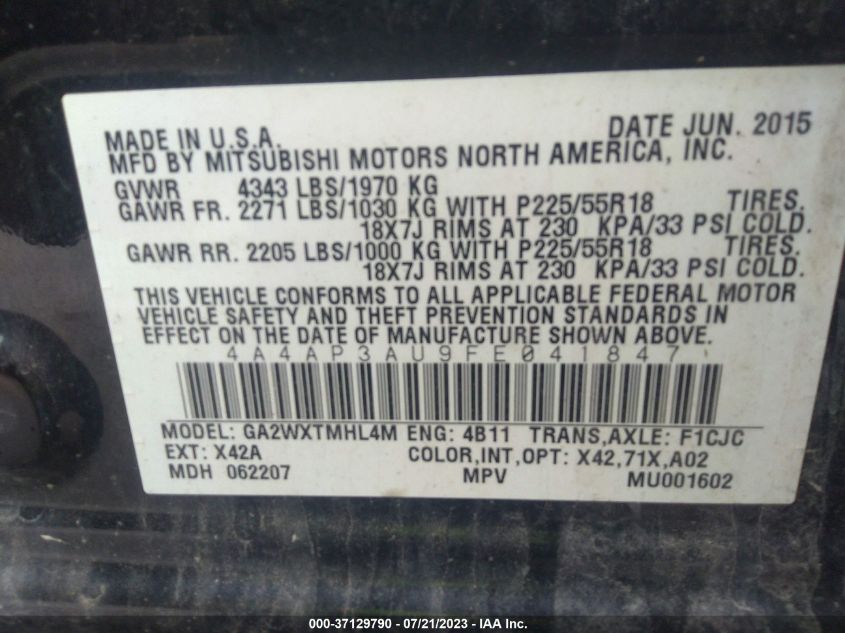 MADE IN U.S.A. DATE JUN. 2015
MFD BY MITSUBISHI MOTORS NORTH AMERICA, INC.
GVWR 4343 LBS/1970 KG
GAWR FR. 2271 LBS/1030 KG WITH P225/55R18 TIRES.
18X7J RIMS AT 230 KPA/33 PSI COLD.
GAWR RR. 2205 LBS/1000 KG WITH P225/55R18 TIRES.
18X7J RIMS AT 230 KPA/33 PSI COLD.
THIS VEHICLE CONFORMS TO ALL APPLICABLE FEDERAL MOTOR
VEHICLE SAFETY AND THEFT PREVENTION STANDARDS IN
EFFECT ON THE DATE OF MANUFACTURE SHOWN ABOVE.
4A4AP3AU9FE041847
MODEL: GA2WXTMHL4M ENG: 4B11 TRANS,AXLE: F1CJC
EXT: X42A COLOR,INT,OPT: X42,71X,A02
MDH 062207 MPV MU001602
000-37129790 - 07/21/2023 - IAAI.com